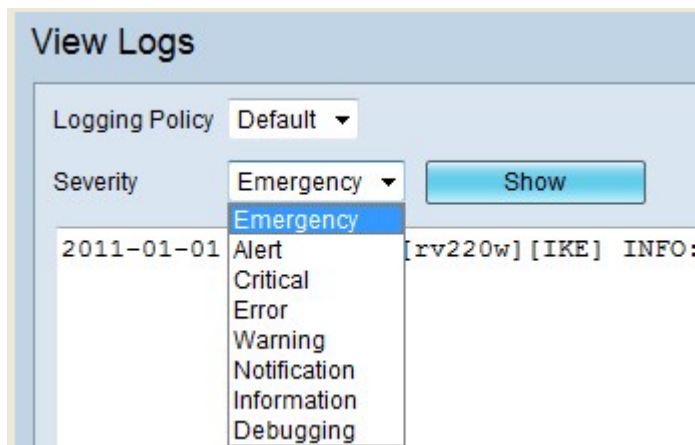 View Logs
Logging Policy Default
Severity Emergency Show
Emergency
2011-01-01 Alert [rv220w][IKE] INFO:
Critical
Error
Warning
Notification
Information
Debugging